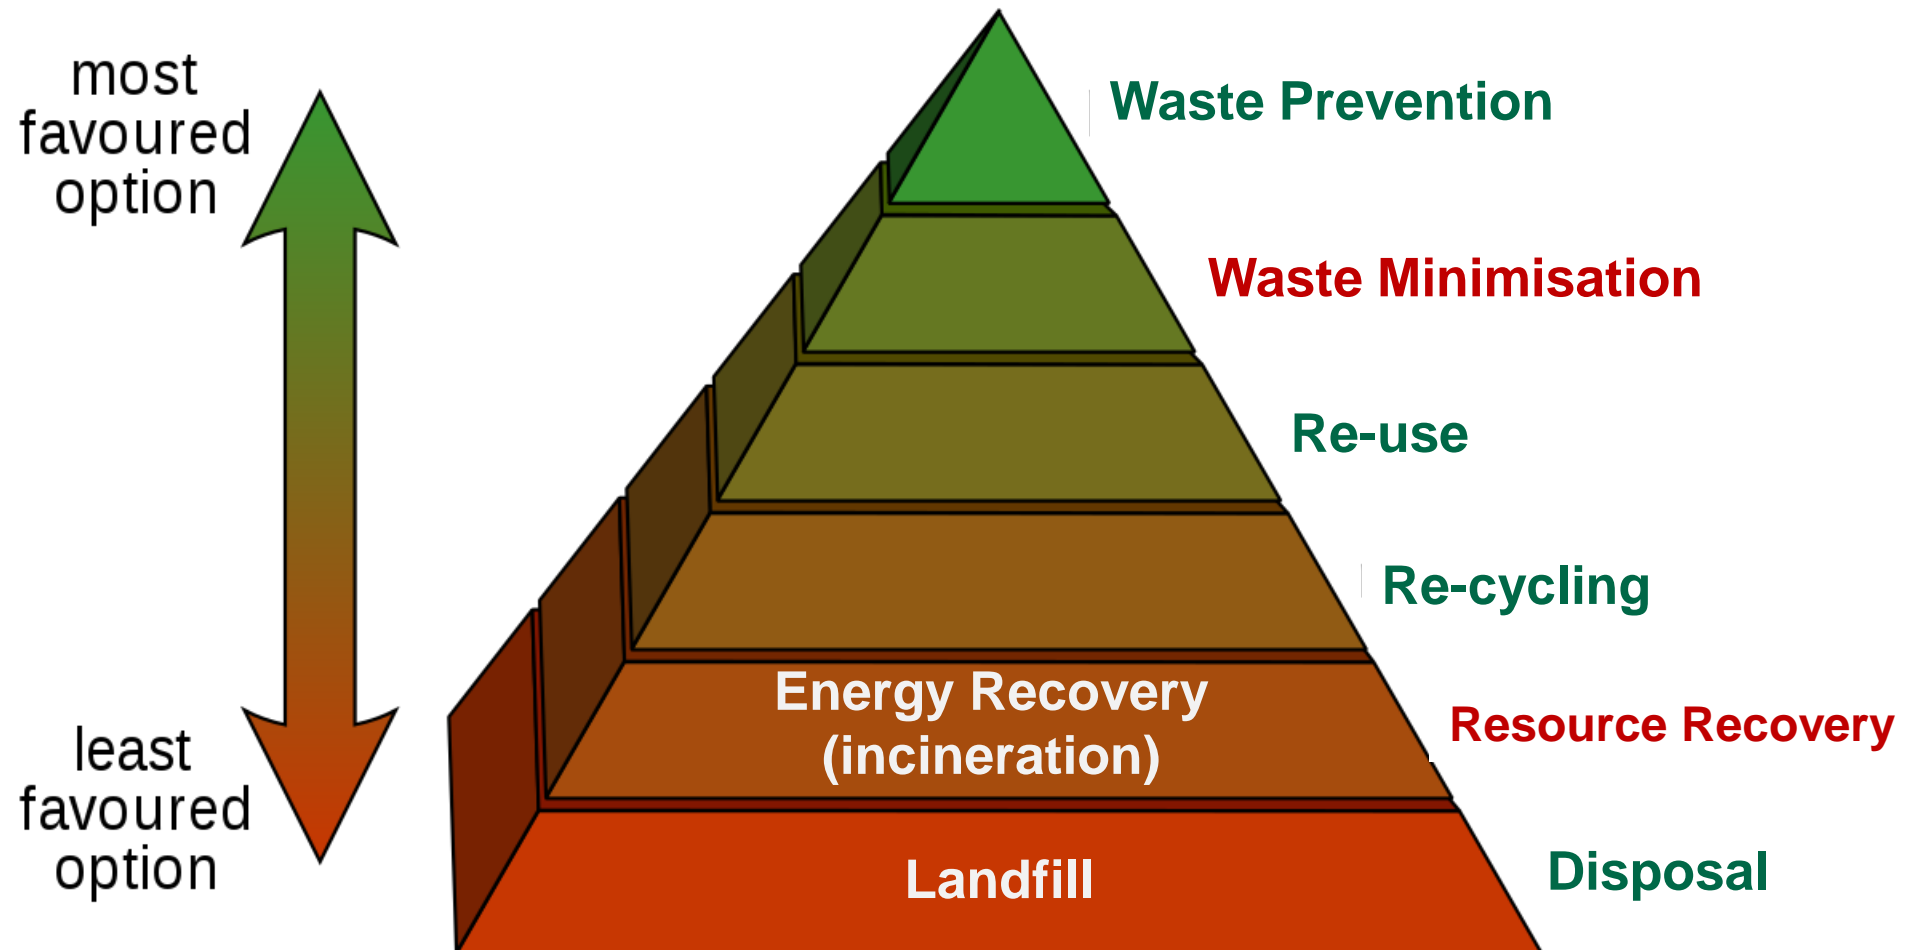 most
favoured
option
Waste Prevention
Waste Minimisation
Re-use
Re-cycling
Energy Recovery
(incineration)
Resource Recovery
least
favoured
option
Landfill
Disposal